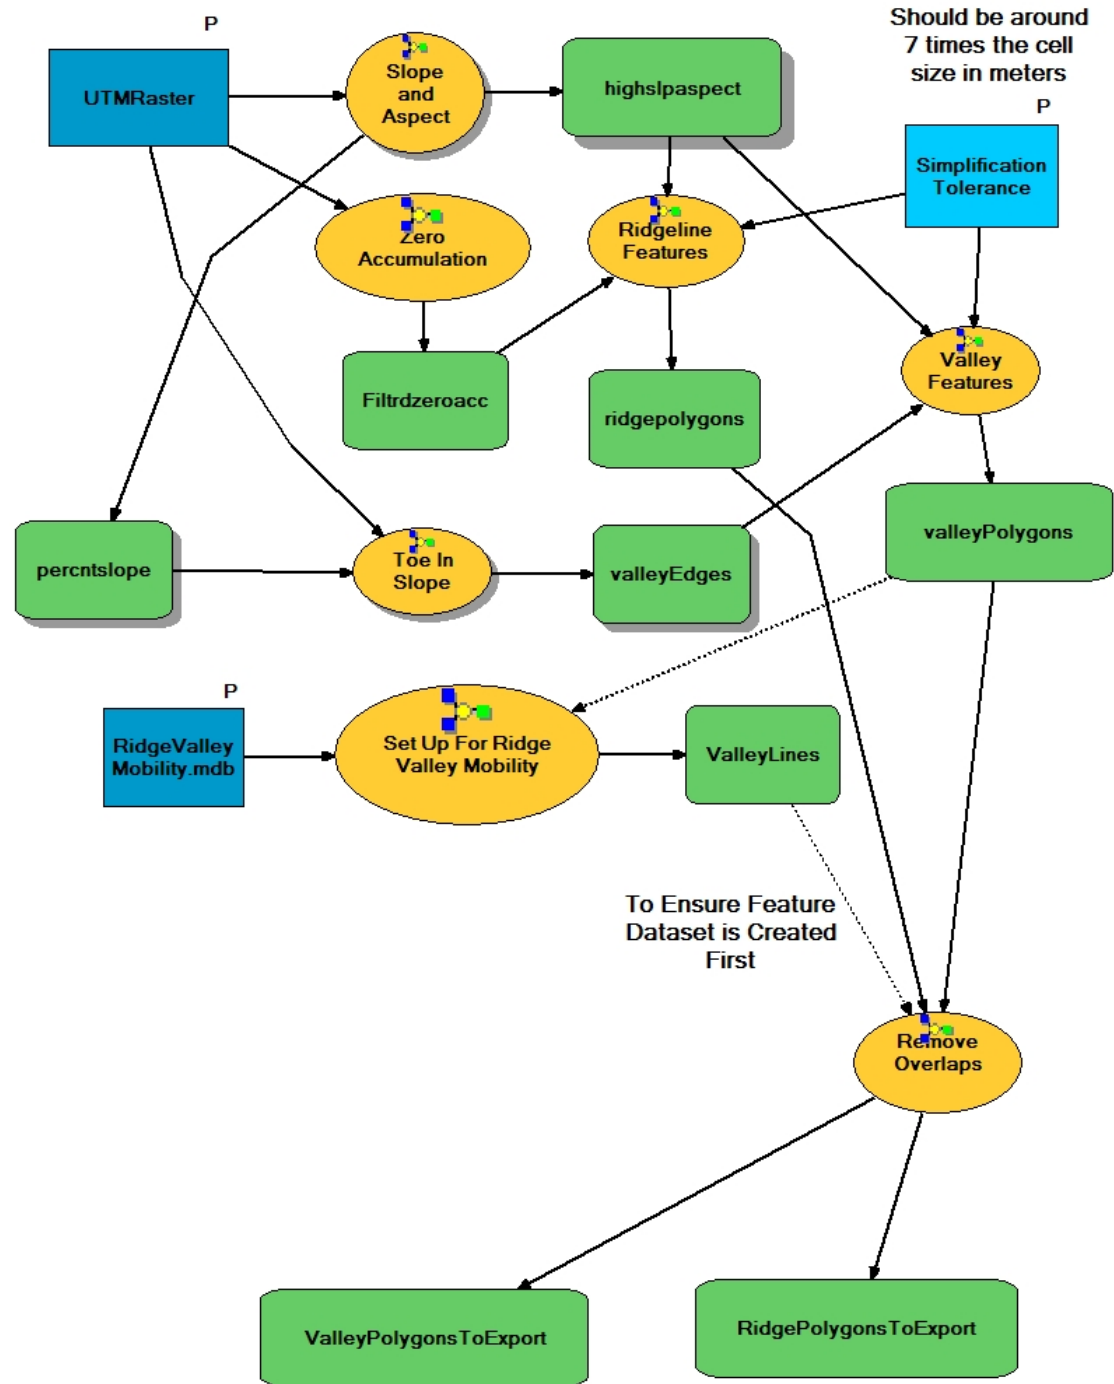 P
Should be around
7 times the cell
size in meters
UTMRaster
Slope
and
Aspect
highslpaspect
P
Simplification
Tolerance
Zero
Accumulation
Ridgeline
Features
Valley
Features
Filtrdzeroacc
ridgepolygons
percntslope
Toe In
Slope
valleyEdges
valleyPolygons
P
RidgeValley
Mobility.mdb
Set Up For Ridge
Valley Mobility
ValleyLines
To Ensure Feature
Dataset is Created
First
Remove
Overlaps
ValleyPolygonsToExport
RidgePolygonsToExport